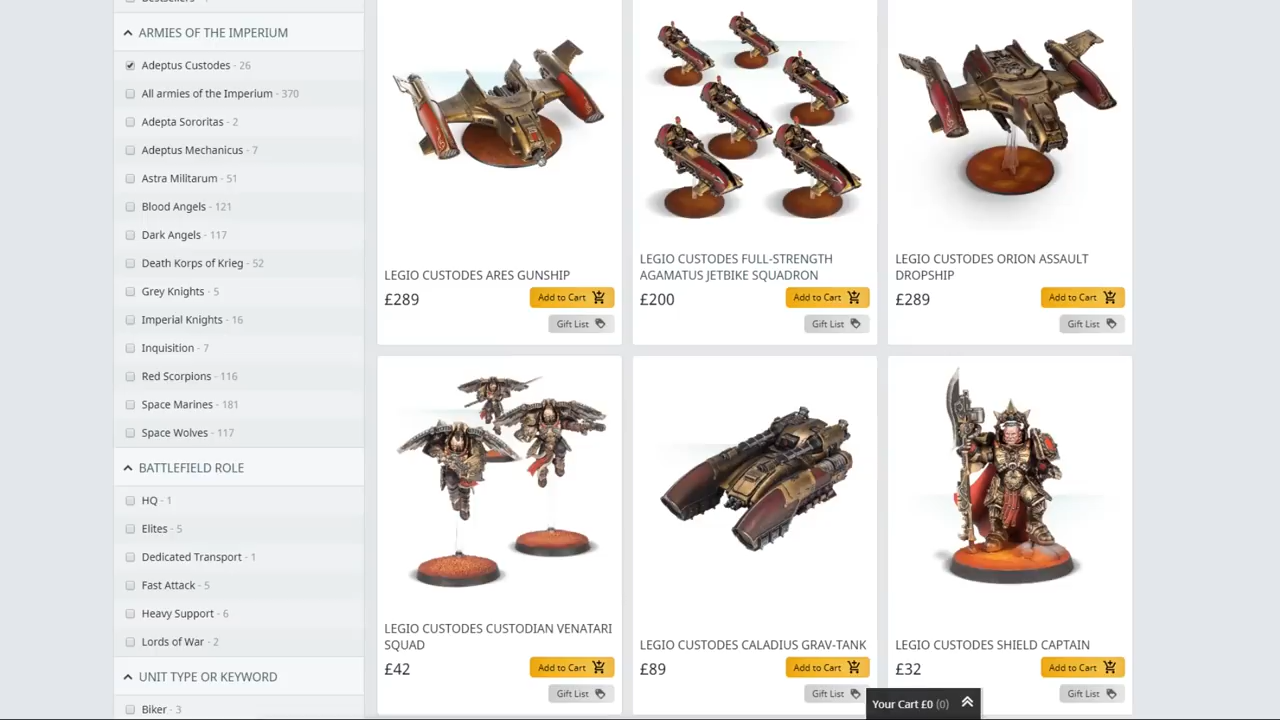 ARMIES OF THE IMPERIUM
Adeptus Custodes - 26
All armies of the Imperium - 370
Adepta Sororitas - 2
Adeptus Mechanicus - 7
Astra Militarum - 51
Blood Angels - 121
Dark Angels - 117
Death Korps of Krieg - 52
Grey Knights - 5
Imperial Knights - 16
Inquisition - 7
Red Scorpions - 116
Space Marines - 181
Space Wolves - 117
BATTLEFIELD ROLE
HQ - 1
Elites - 5
Dedicated Transport - 1
Fast Attack - 5
Heavy Support - 6
Lords of War - 2
UNIT TYPE OR KEYWORD
Biker - 3
LEGIO CUSTODES ARES GUNSHIP
£289
Add to Cart
Gift List
LEGIO CUSTODES FULL-STRENGTH
AGAMATUS JETBIKE SQUADRON
£200
Add to Cart
Gift List
LEGIO CUSTODES ORION ASSAULT
DROPSHIP
£289
Add to Cart
Gift List
LEGIO CUSTODES CUSTODIAN VENATARI
SQUAD
£42
Add to Cart
Gift List
LEGIO CUSTODES CALADIUS GRAV-TANK
£89
Add to Cart
Gift List
LEGIO CUSTODES SHIELD CAPTAIN
£32
Add to Cart
Gift List
Your Cart £0 (0)